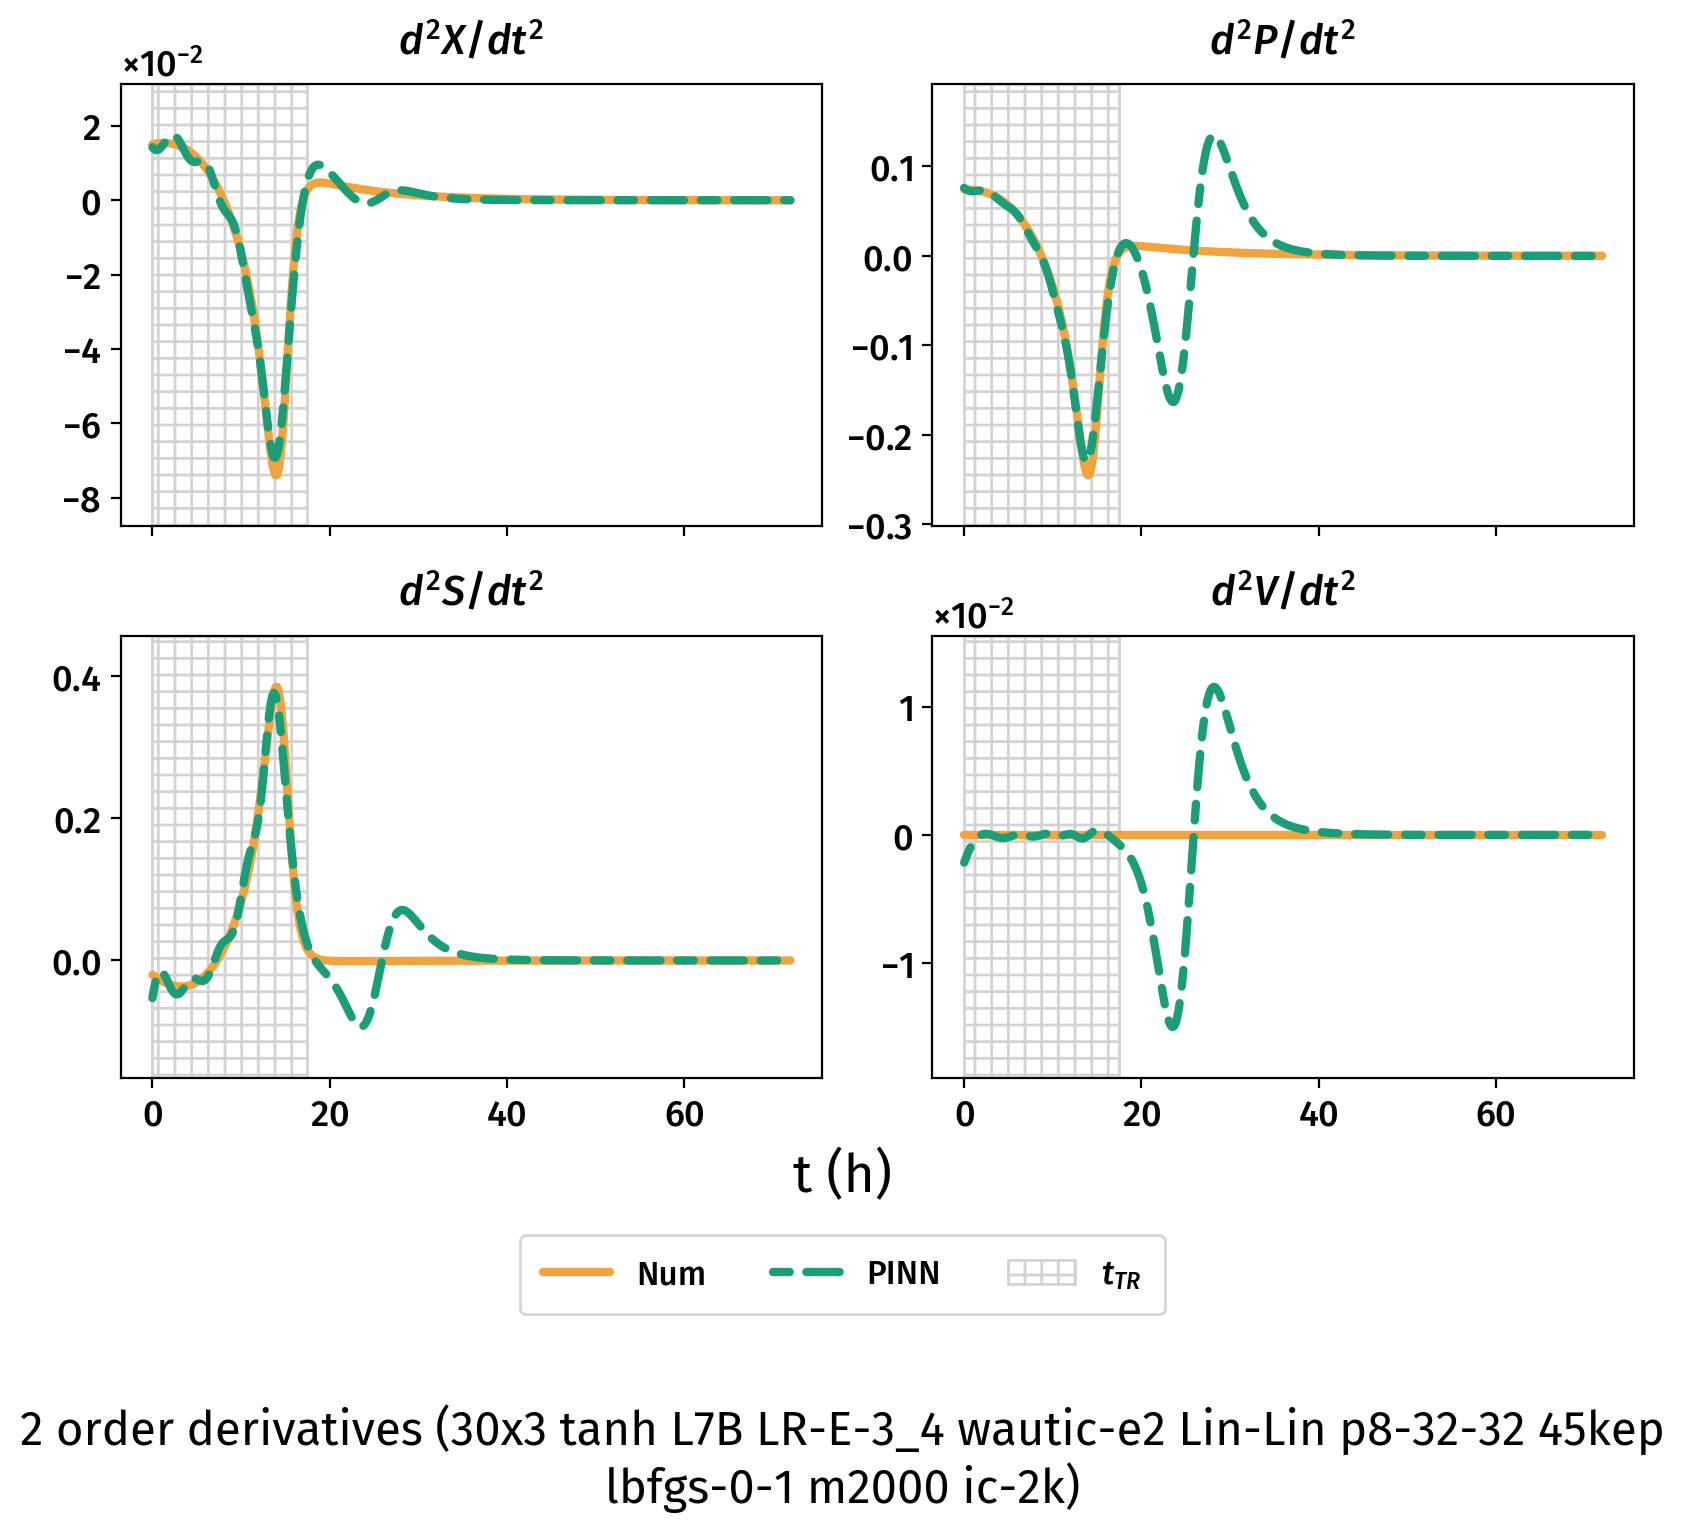 d²X/dt²
d²P/dt²
×10⁻²
2
0
−2
−4
−6
−8
0.1
0.0
−0.1
−0.2
−0.3
d²S/dt²
d²V/dt²
×10⁻²
0.4
0.2
0.0
1
0
−1
0 20 40 60
0 20 40 60
t (h)
Num PINN t_TR
2 order derivatives (30x3 tanh L7B LR-E-3_4 wautic-e2 Lin-Lin p8-32-32 45kep
lbfgs-0-1 m2000 ic-2k)